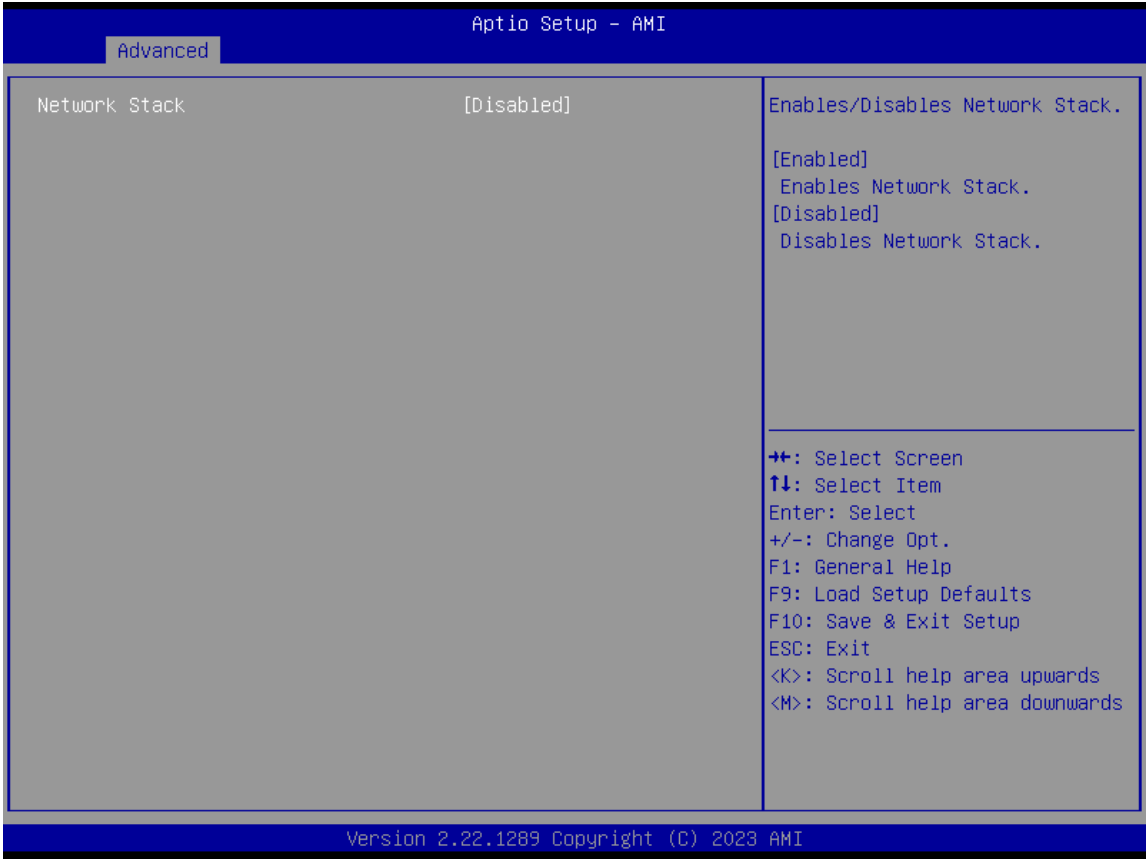 Aptio Setup - AMI
Advanced
Network Stack [Disabled]
Enables/Disables Network Stack.
[Enabled]
Enables Network Stack.
[Disabled]
Disables Network Stack.
→←: Select Screen
↑↓: Select Item
Enter: Select
+/-: Change Opt.
F1: General Help
F9: Load Setup Defaults
F10: Save & Exit Setup
ESC: Exit
<K>: Scroll help area upwards
<M>: Scroll help area downwards
Version 2.22.1289 Copyright (C) 2023 AMI